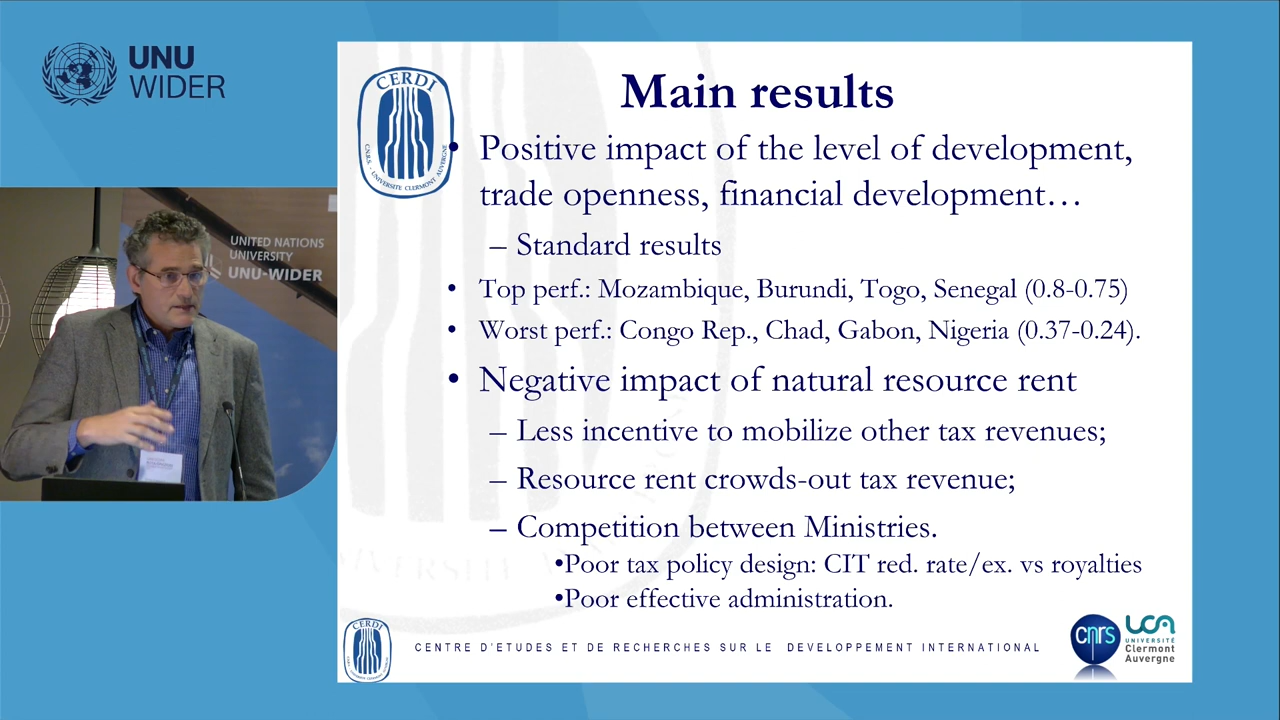 UNU
WIDER
UNITED NATIONS
UNIVERSITY
UNU-WIDER
CERDI
C.N.R.S. - UNIVERSITE CLERMONT AUVERGNE
Main results
• Positive impact of the level of development,
trade openness, financial development…
– Standard results
• Top perf.: Mozambique, Burundi, Togo, Senegal (0.8-0.75)
• Worst perf.: Congo Rep., Chad, Gabon, Nigeria (0.37-0.24).
• Negative impact of natural resource rent
– Less incentive to mobilize other tax revenues;
– Resource rent crowds-out tax revenue;
– Competition between Ministries.
•Poor tax policy design: CIT red. rate/ex. vs royalties
•Poor effective administration.
CERDI
CENTRE D'ETUDES ET DE RECHERCHES SUR LE DEVELOPPEMENT INTERNATIONAL
cnrs
UCA
UNIVERSITÉ
Clermont
Auvergne